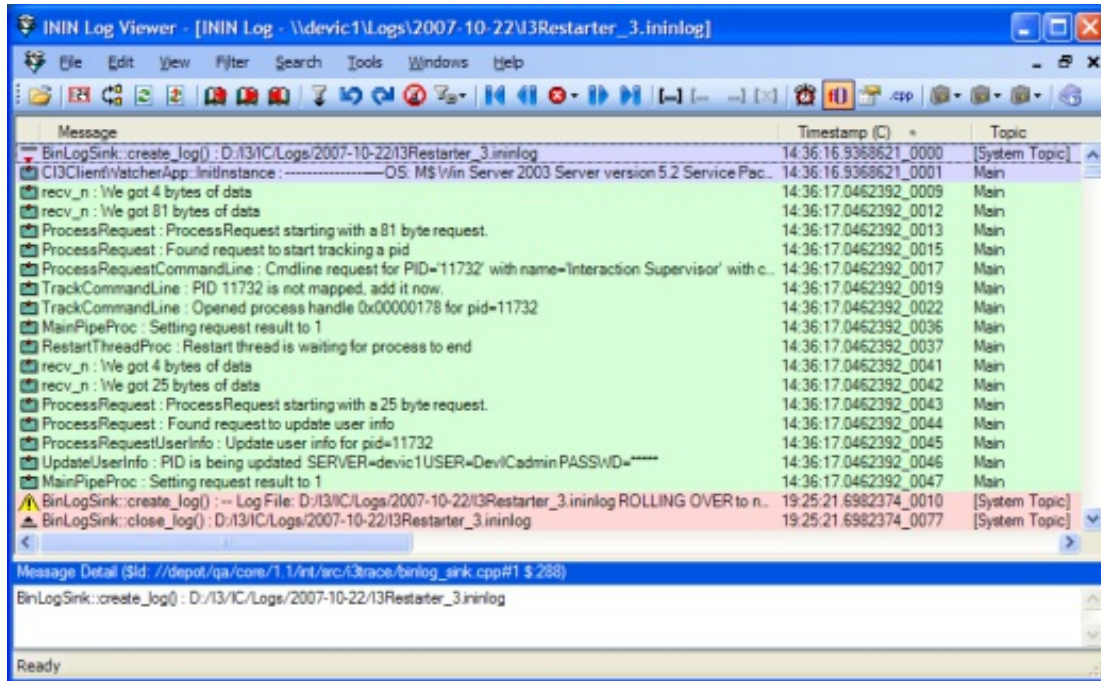 ININ Log Viewer - [ININ Log - \\devic1\Logs\2007-10-22\I3Restarter_3.ininlog]
File Edit View Filter Search Tools Windows Help
.cpp
Message Timestamp (C) Topic
BinLogSink::create_log() : D:/I3/IC/Logs/2007-10-22/I3Restarter_3.ininlog 14:36:16.9368621_0000 [System Topic]
CI3ClientWatcherApp::InitInstance : -------------------OS: M$ Win Server 2003 Server version 5.2 Service Pac... 14:36:16.9368621_0001 Main
recv_n : We got 4 bytes of data 14:36:17.0462392_0009 Main
recv_n : We got 81 bytes of data 14:36:17.0462392_0012 Main
ProcessRequest : ProcessRequest starting with a 81 byte request. 14:36:17.0462392_0013 Main
ProcessRequest : Found request to start tracking a pid 14:36:17.0462392_0015 Main
ProcessRequestCommandLine : Cmdline request for PID='11732' with name='Interaction Supervisor' with c... 14:36:17.0462392_0017 Main
TrackCommandLine : PID 11732 is not mapped, add it now. 14:36:17.0462392_0019 Main
TrackCommandLine : Opened process handle 0x00000178 for pid=11732 14:36:17.0462392_0022 Main
MainPipeProc : Setting request result to 1 14:36:17.0462392_0036 Main
RestartThreadProc : Restart thread is waiting for process to end 14:36:17.0462392_0037 Main
recv_n : We got 4 bytes of data 14:36:17.0462392_0041 Main
recv_n : We got 25 bytes of data 14:36:17.0462392_0042 Main
ProcessRequest : ProcessRequest starting with a 25 byte request. 14:36:17.0462392_0043 Main
ProcessRequest : Found request to update user info 14:36:17.0462392_0044 Main
ProcessRequestUserInfo : Update user info for pid=11732 14:36:17.0462392_0045 Main
UpdateUserInfo : PID is being updated SERVER=devic1USER=DevICadmin PASSWD=***** 14:36:17.0462392_0046 Main
MainPipeProc : Setting request result to 1 14:36:17.0462392_0047 Main
BinLogSink::create_log() : -- Log File: D:/I3/IC/Logs/2007-10-22/I3Restarter_3.ininlog ROLLING OVER to n... 19:25:21.6982374_0010 [System Topic]
BinLogSink::close_log() : D:/I3/IC/Logs/2007-10-22/I3Restarter_3.ininlog 19:25:21.6982374_0077 [System Topic]
Message Detail ($Id: //depot/qa/core/1.1/int/src/i3trace/binlog_sink.cpp#1 $:288)
BinLogSink::create_log() : D:/I3/IC/Logs/2007-10-22/I3Restarter_3.ininlog
Ready